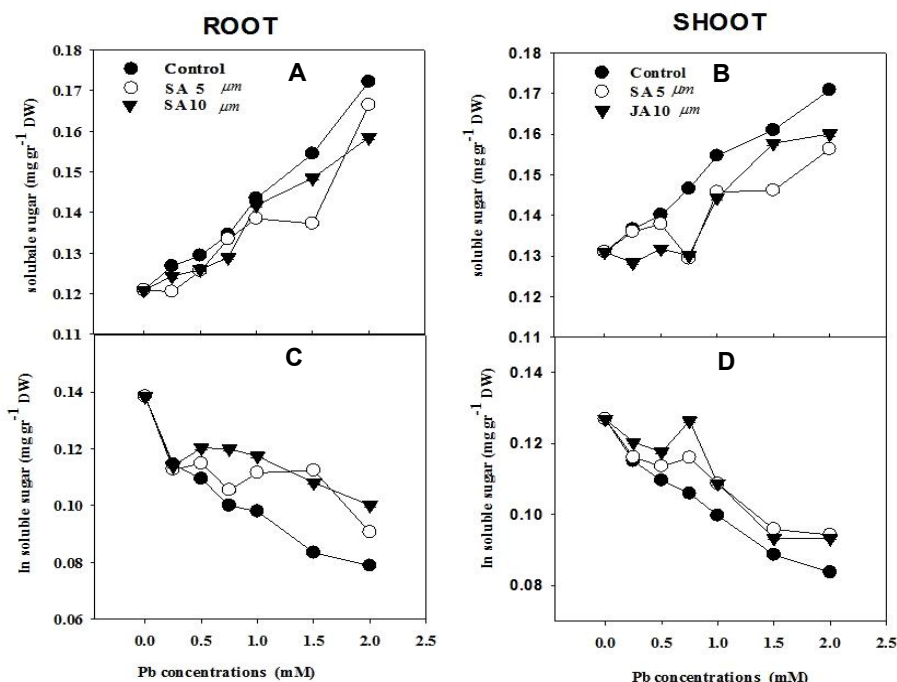 ROOT
SHOOT
A
Control
SA 5 μm
SA 10 μm
solubale sugar (mg gr-1 DW)
0.18
0.17
0.16
0.15
0.14
0.13
0.12
0.11
B
Control
SA 5 μm
JA 10 μm
soluble sugar (mg gr-1 DW)
0.18
0.17
0.16
0.15
0.14
0.13
0.12
0.11
C
In soluble sugar (mg gr-1 DW)
0.14
0.12
0.10
0.08
0.06
0.0 0.5 1.0 1.5 2.0 2.5
Pb concentrations (mM)
D
In soluble sugar (mg gr-1 DW)
0.14
0.12
0.10
0.08
0.0 0.5 1.0 1.5 2.0 2.5
Pb concentrations (mM)